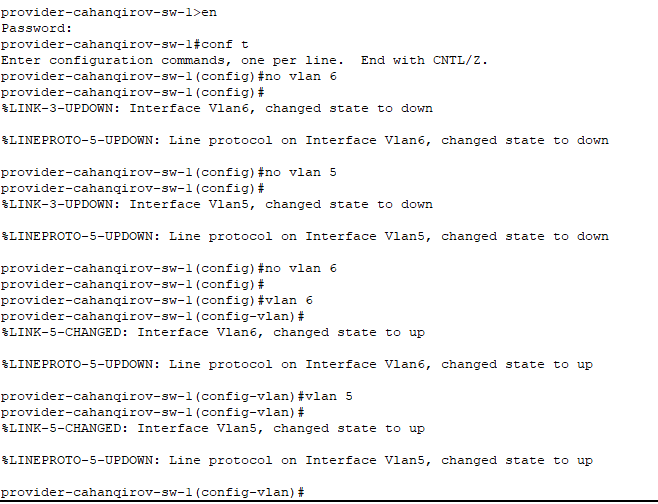 provider-cahanqirov-sw-1>en
Password:
provider-cahanqirov-sw-1#conf t
Enter configuration commands, one per line.  End with CNTL/Z.
provider-cahanqirov-sw-1(config)#no vlan 6
provider-cahanqirov-sw-1(config)#
%LINK-3-UPDOWN: Interface Vlan6, changed state to down
%LINEPROTO-5-UPDOWN: Line protocol on Interface Vlan6, changed state to down
provider-cahanqirov-sw-1(config)#no vlan 5
provider-cahanqirov-sw-1(config)#
%LINK-3-UPDOWN: Interface Vlan5, changed state to down
%LINEPROTO-5-UPDOWN: Line protocol on Interface Vlan5, changed state to down
provider-cahanqirov-sw-1(config)#no vlan 6
provider-cahanqirov-sw-1(config)#
provider-cahanqirov-sw-1(config)#vlan 6
provider-cahanqirov-sw-1(config-vlan)#
%LINK-5-CHANGED: Interface Vlan6, changed state to up
%LINEPROTO-5-UPDOWN: Line protocol on Interface Vlan6, changed state to up
provider-cahanqirov-sw-1(config-vlan)#vlan 5
provider-cahanqirov-sw-1(config-vlan)#
%LINK-5-CHANGED: Interface Vlan5, changed state to up
%LINEPROTO-5-UPDOWN: Line protocol on Interface Vlan5, changed state to up
provider-cahanqirov-sw-1(config-vlan)#